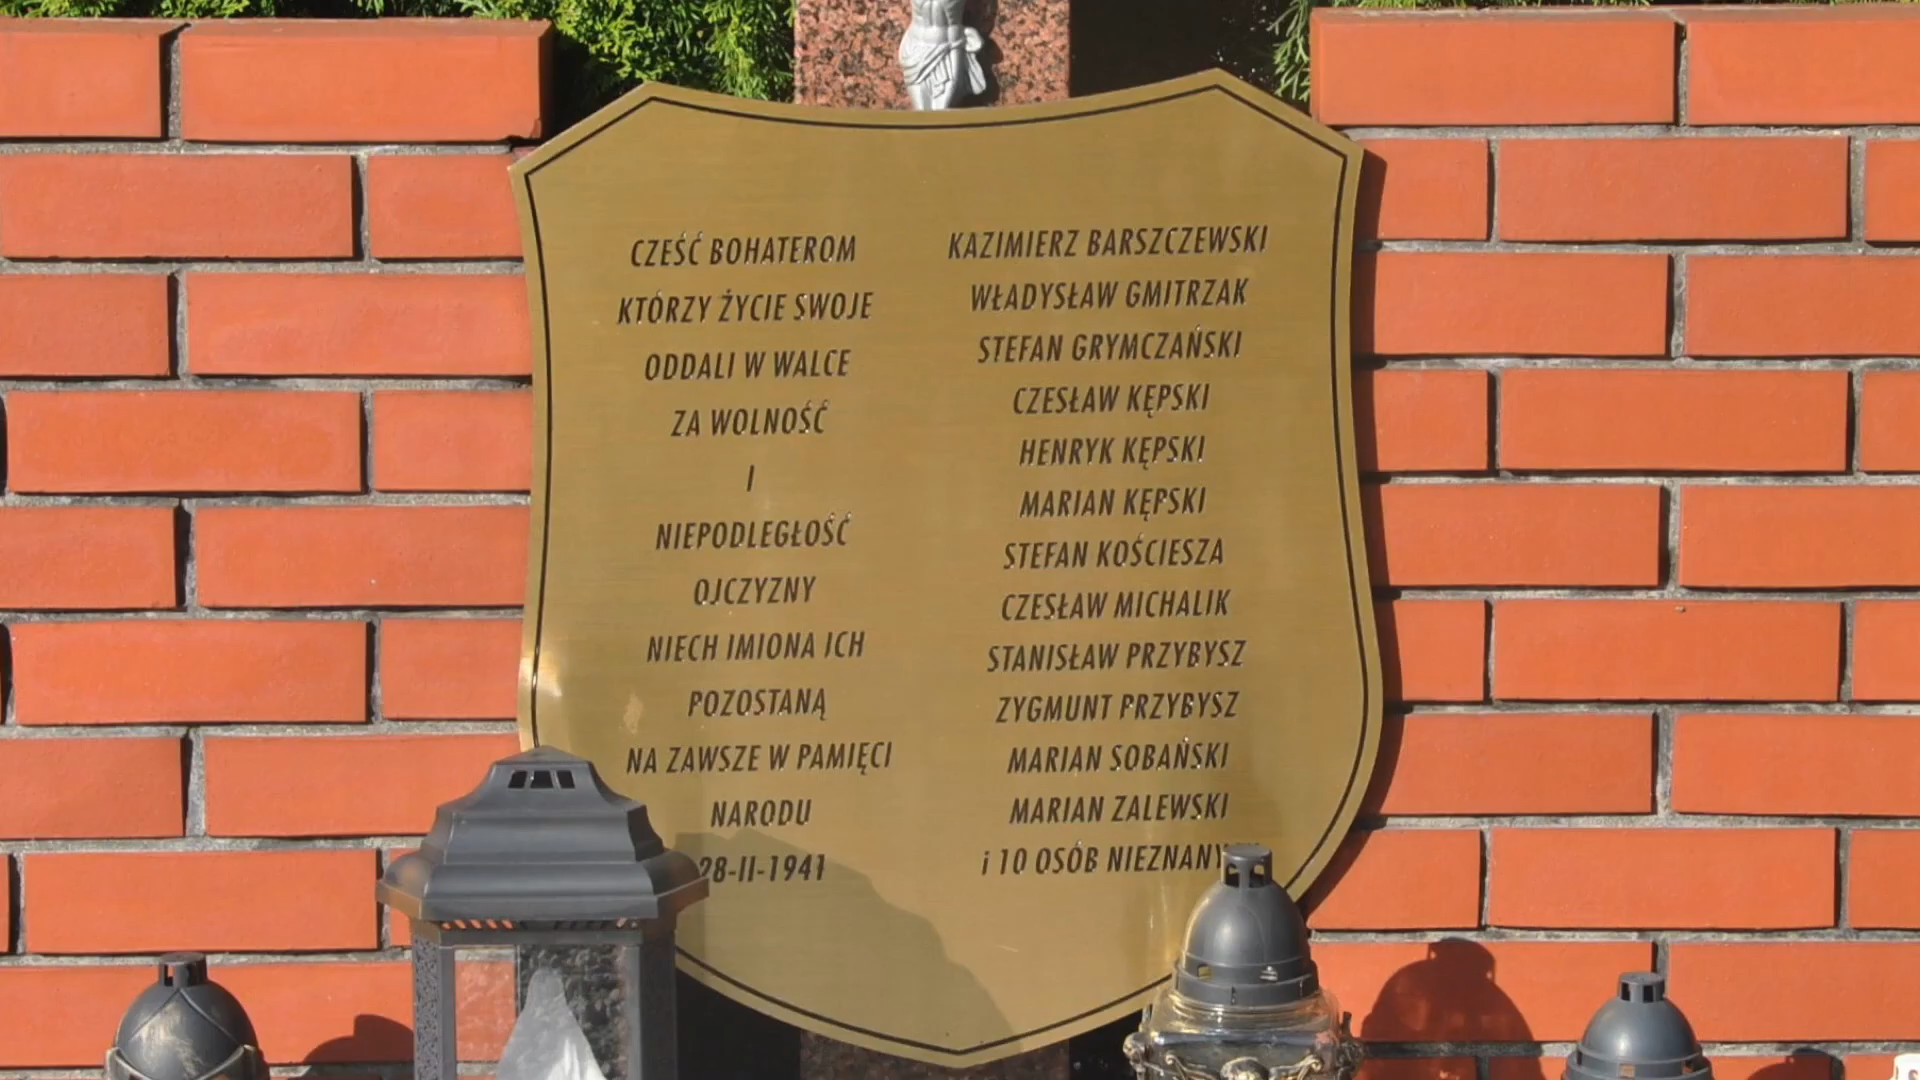 CZEŚĆ BOHATEROM
KTÓRZY ŻYCIE SWOJE
ODDALI W WALCE
ZA WOLNOŚĆ
I
NIEPODLEGŁOŚĆ
OJCZYZNY
NIECH IMIONA ICH
POZOSTANĄ
NA ZAWSZE W PAMIĘCI
NARODU
28-II-1941
KAZIMIERZ BARSZCZEWSKI
WŁADYSŁAW GMITRZAK
STEFAN GRYMCZAŃSKI
CZESŁAW KĘPSKI
HENRYK KĘPSKI
MARIAN KĘPSKI
STEFAN KOŚCIESZA
CZESŁAW MICHALIK
STANISŁAW PRZYBYSZ
ZYGMUNT PRZYBYSZ
MARIAN SOBAŃSKI
MARIAN ZALEWSKI
i 10 OSÓB